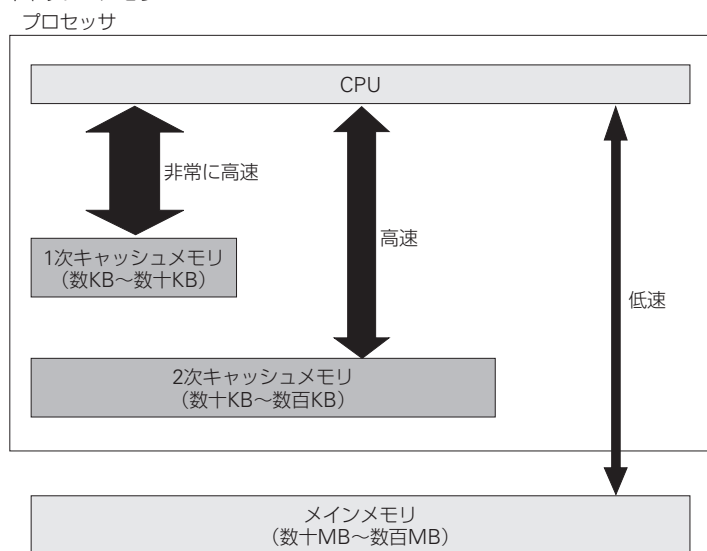 プロセッサ
CPU
非常に高速
1次キャッシュメモリ
（数KB～数十KB）
高速
低速
2次キャッシュメモリ
（数十KB～数百KB）
メインメモリ
（数十MB～数百MB）